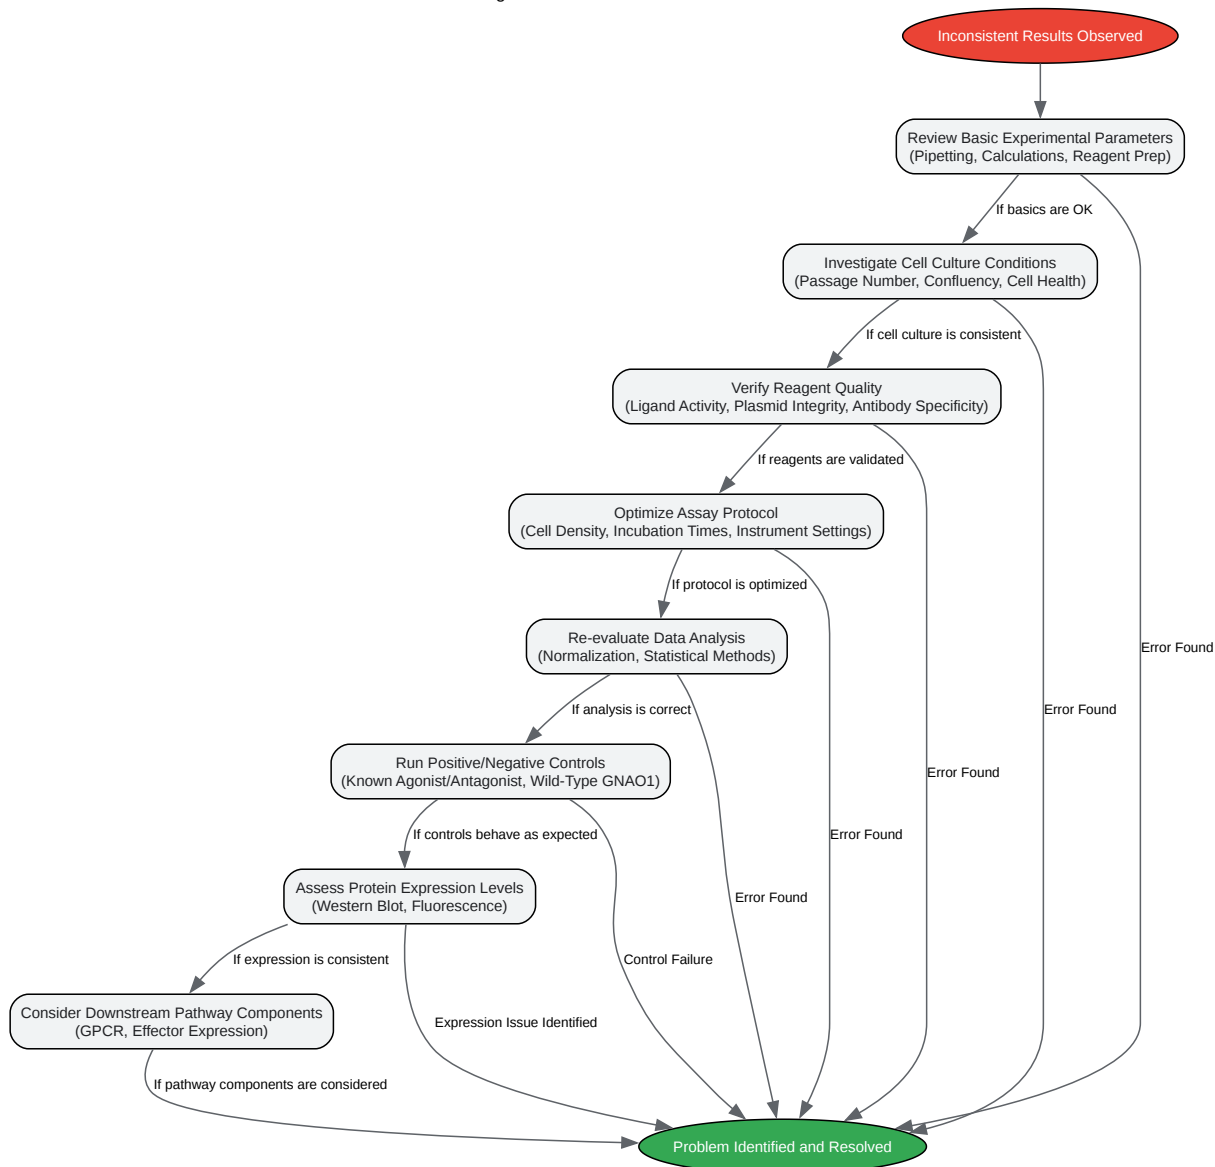 Inconsistent Results Observed
Review Basic Experimental Parameters
(Pipetting, Calculations, Reagent Prep)
If basics are OK
Investigate Cell Culture Conditions
(Passage Number, Confluency, Cell Health)
If cell culture is consistent
Verify Reagent Quality
(Ligand Activity, Plasmid Integrity, Antibody Specificity)
If reagents are validated
Optimize Assay Protocol
(Cell Density, Incubation Times, Instrument Settings)
If protocol is optimized
Re-evaluate Data Analysis
(Normalization, Statistical Methods)
Error Found
If analysis is correct
Error Found
Run Positive/Negative Controls
(Known Agonist/Antagonist, Wild-Type GNAO1)
Error Found
If controls behave as expected
Error Found
Assess Protein Expression Levels
(Western Blot, Fluorescence)
Error Found
If expression is consistent
Control Failure
Consider Downstream Pathway Components
(GPCR, Effector Expression)
Expression Issue Identified
If pathway components are considered
Problem Identified and Resolved